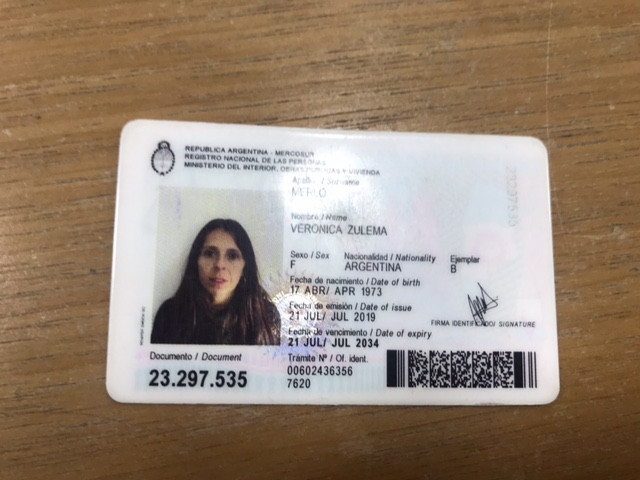 REPUBLICA ARGENTINA - MERCOSUR
REGISTRO NACIONAL DE LAS PERSONAS
MINISTERIO DEL INTERIOR, OBRAS PUBLICAS Y VIVIENDA
Apellido / Surname
MERLO
Nombre / Name
VERONICA ZULEMA
Sexo / Sex Nacionalidad / Nationality Ejemplar
F ARGENTINA B
Fecha de nacimiento / Date of birth
17 ABR/ APR 1973
Fecha de emisión / Date of issue
21 JUL/ JUL 2019
FIRMA IDENTIFICADO/ SIGNATURE
Fecha de vencimiento / Date of expiry
21 JUL/ JUL 2034
Documento / Document Trámite Nº / Of. ident.
23.297.535 00602436356
7620